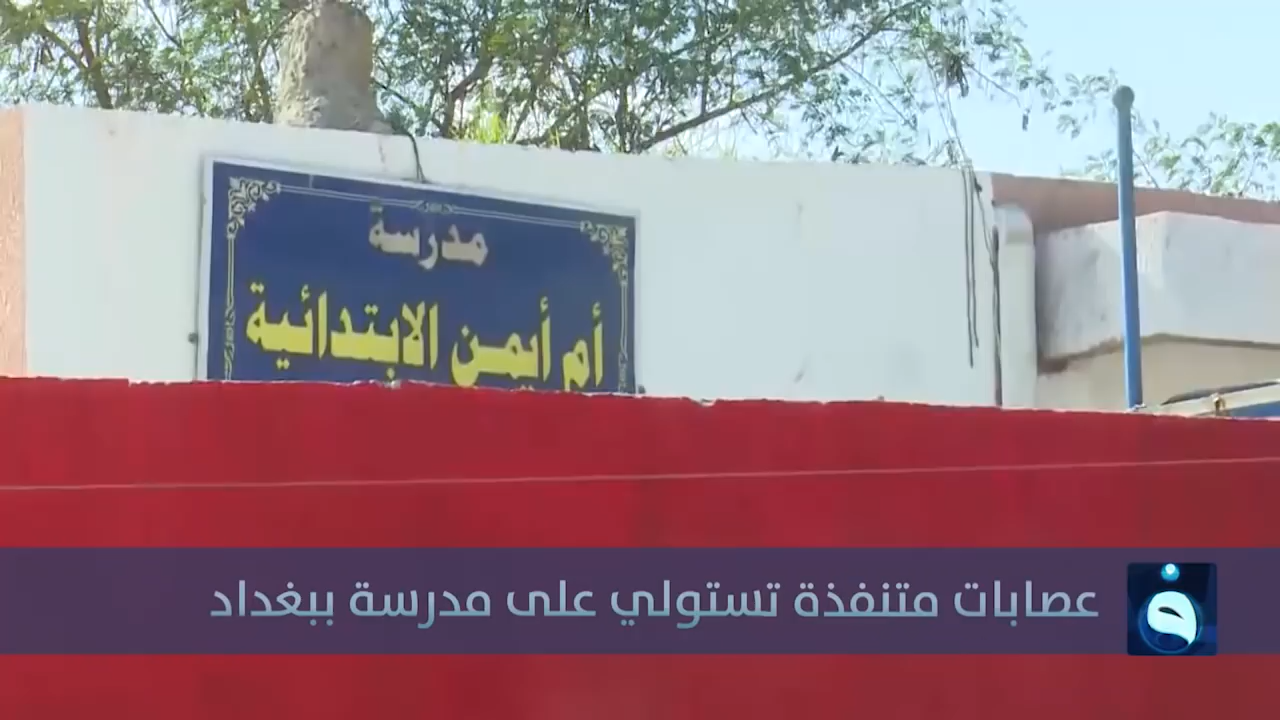 مدرسة
أم أيمن الابتدائية
عصابات متنفذة تستولي على مدرسة ببغداد